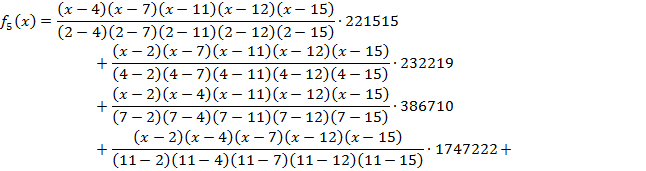 f₅(x) = (x − 4)(x − 7)(x − 11)(x − 12)(x − 15)
(2 − 4)(2 − 7)(2 − 11)(2 − 12)(2 − 15) · 221515
+ (x − 2)(x − 7)(x − 11)(x − 12)(x − 15)
(4 − 2)(4 − 7)(4 − 11)(4 − 12)(4 − 15) · 232219
+ (x − 2)(x − 4)(x − 11)(x − 12)(x − 15)
(7 − 2)(7 − 4)(7 − 11)(7 − 12)(7 − 15) · 386710
+ (x − 2)(x − 4)(x − 7)(x − 12)(x − 15)
(11 − 2)(11 − 4)(11 − 7)(11 − 12)(11 − 15) · 1747222 +